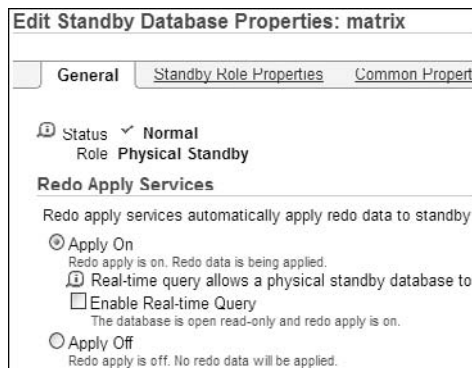 Edit Standby Database Properties: matrix
General Standby Role Properties Common Propert
Status Normal
Role Physical Standby
Redo Apply Services
Redo apply services automatically apply redo data to standby
Apply On
Redo apply is on. Redo data is being applied.
Real-time query allows a physical standby database to
Enable Real-time Query
The database is open read-only and redo apply is on.
Apply Off
Redo apply is off. No redo data will be applied.